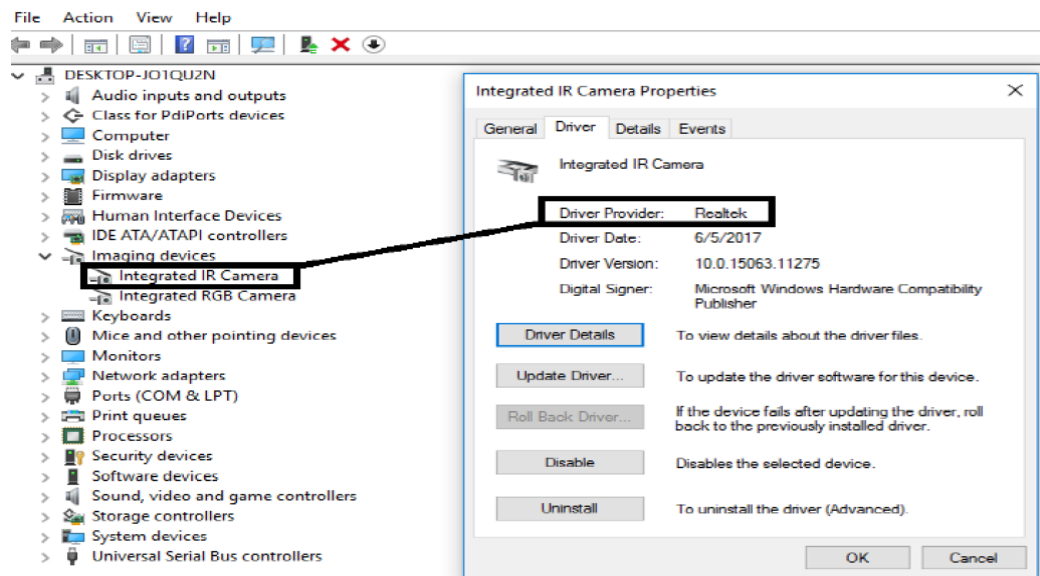 File Action View Help
DESKTOP-JO1QU2N
Audio inputs and outputs
Class for PdiPorts devices
Computer
Disk drives
Display adapters
Firmware
Human Interface Devices
IDE ATA/ATAPI controllers
Imaging devices
Integrated IR Camera
Integrated RGB Camera
Keyboards
Mice and other pointing devices
Monitors
Network adapters
Ports (COM & LPT)
Print queues
Processors
Security devices
Software devices
Sound, video and game controllers
Storage controllers
System devices
Universal Serial Bus controllers
Integrated IR Camera Properties
General Driver Details Events
Integrated IR Camera
Driver Provider: Realtek
Driver Date: 6/5/2017
Driver Version: 10.0.15063.11275
Digital Signer: Microsoft Windows Hardware Compatibility
Publisher
Driver Details To view details about the driver files.
Update Driver... To update the driver software for this device.
Roll Back Driver... If the device fails after updating the driver, roll
back to the previously installed driver.
Disable Disables the selected device.
Uninstall To uninstall the driver (Advanced).
OK Cancel